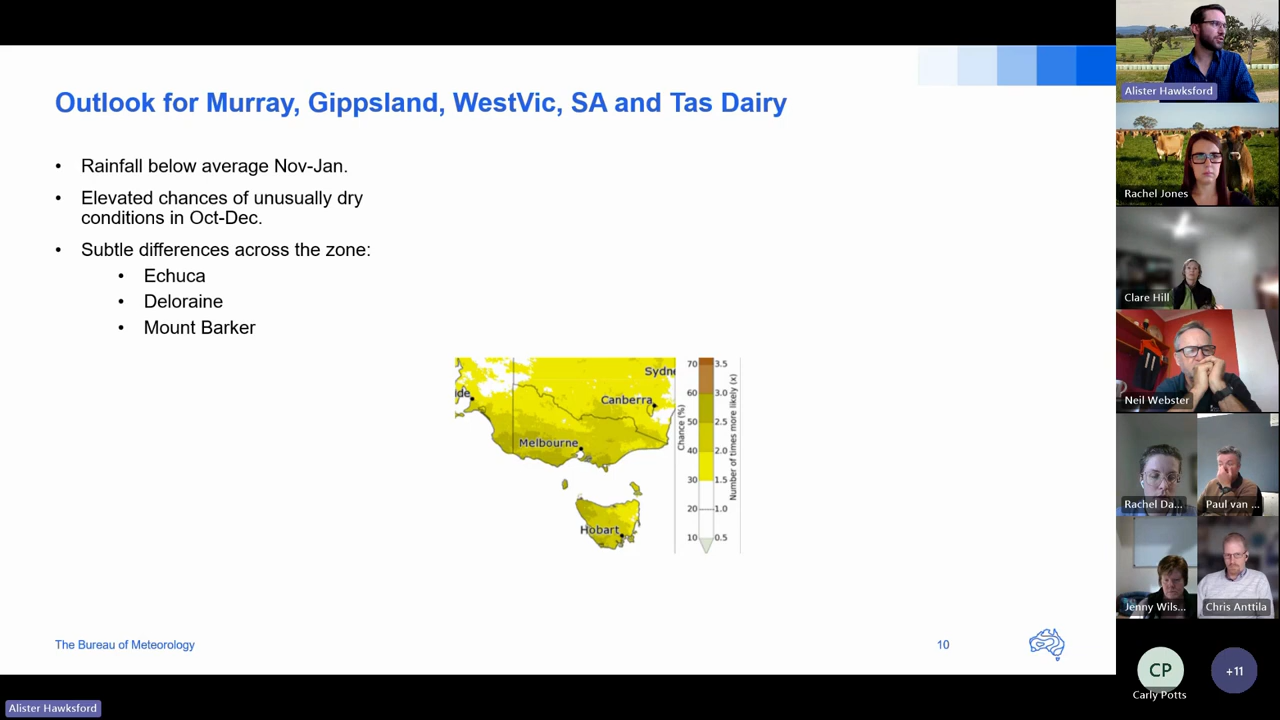 Outlook for Murray, Gippsland, WestVic, SA and Tas Dairy
• Rainfall below average Nov-Jan.
• Elevated chances of unusually dry
conditions in Oct-Dec.
• Subtle differences across the zone:
• Echuca
• Deloraine
• Mount Barker
Sydne
ide
Canberra
Melbourne
Hobart
70 3.5
60 3.0
50 2.5
40 2.0
30 1.5
20 1.0
10 0.5
Chance (%)
Number of times more likely (x)
The Bureau of Meteorology
10
Alister Hawksford
Alister Hawksford
Rachel Jones
Clare Hill
Neil Webster
Rachel Da...
Paul van ...
Jenny Wils...
Chris Anttila
CP
Carly Potts
+11